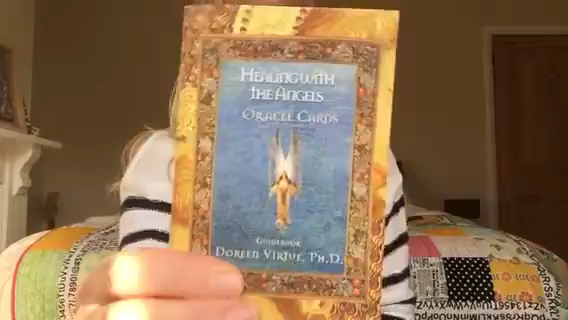 Healing with
the Angels
Oracle Cards
Guidebook
Doreen Virtue, Ph.D.